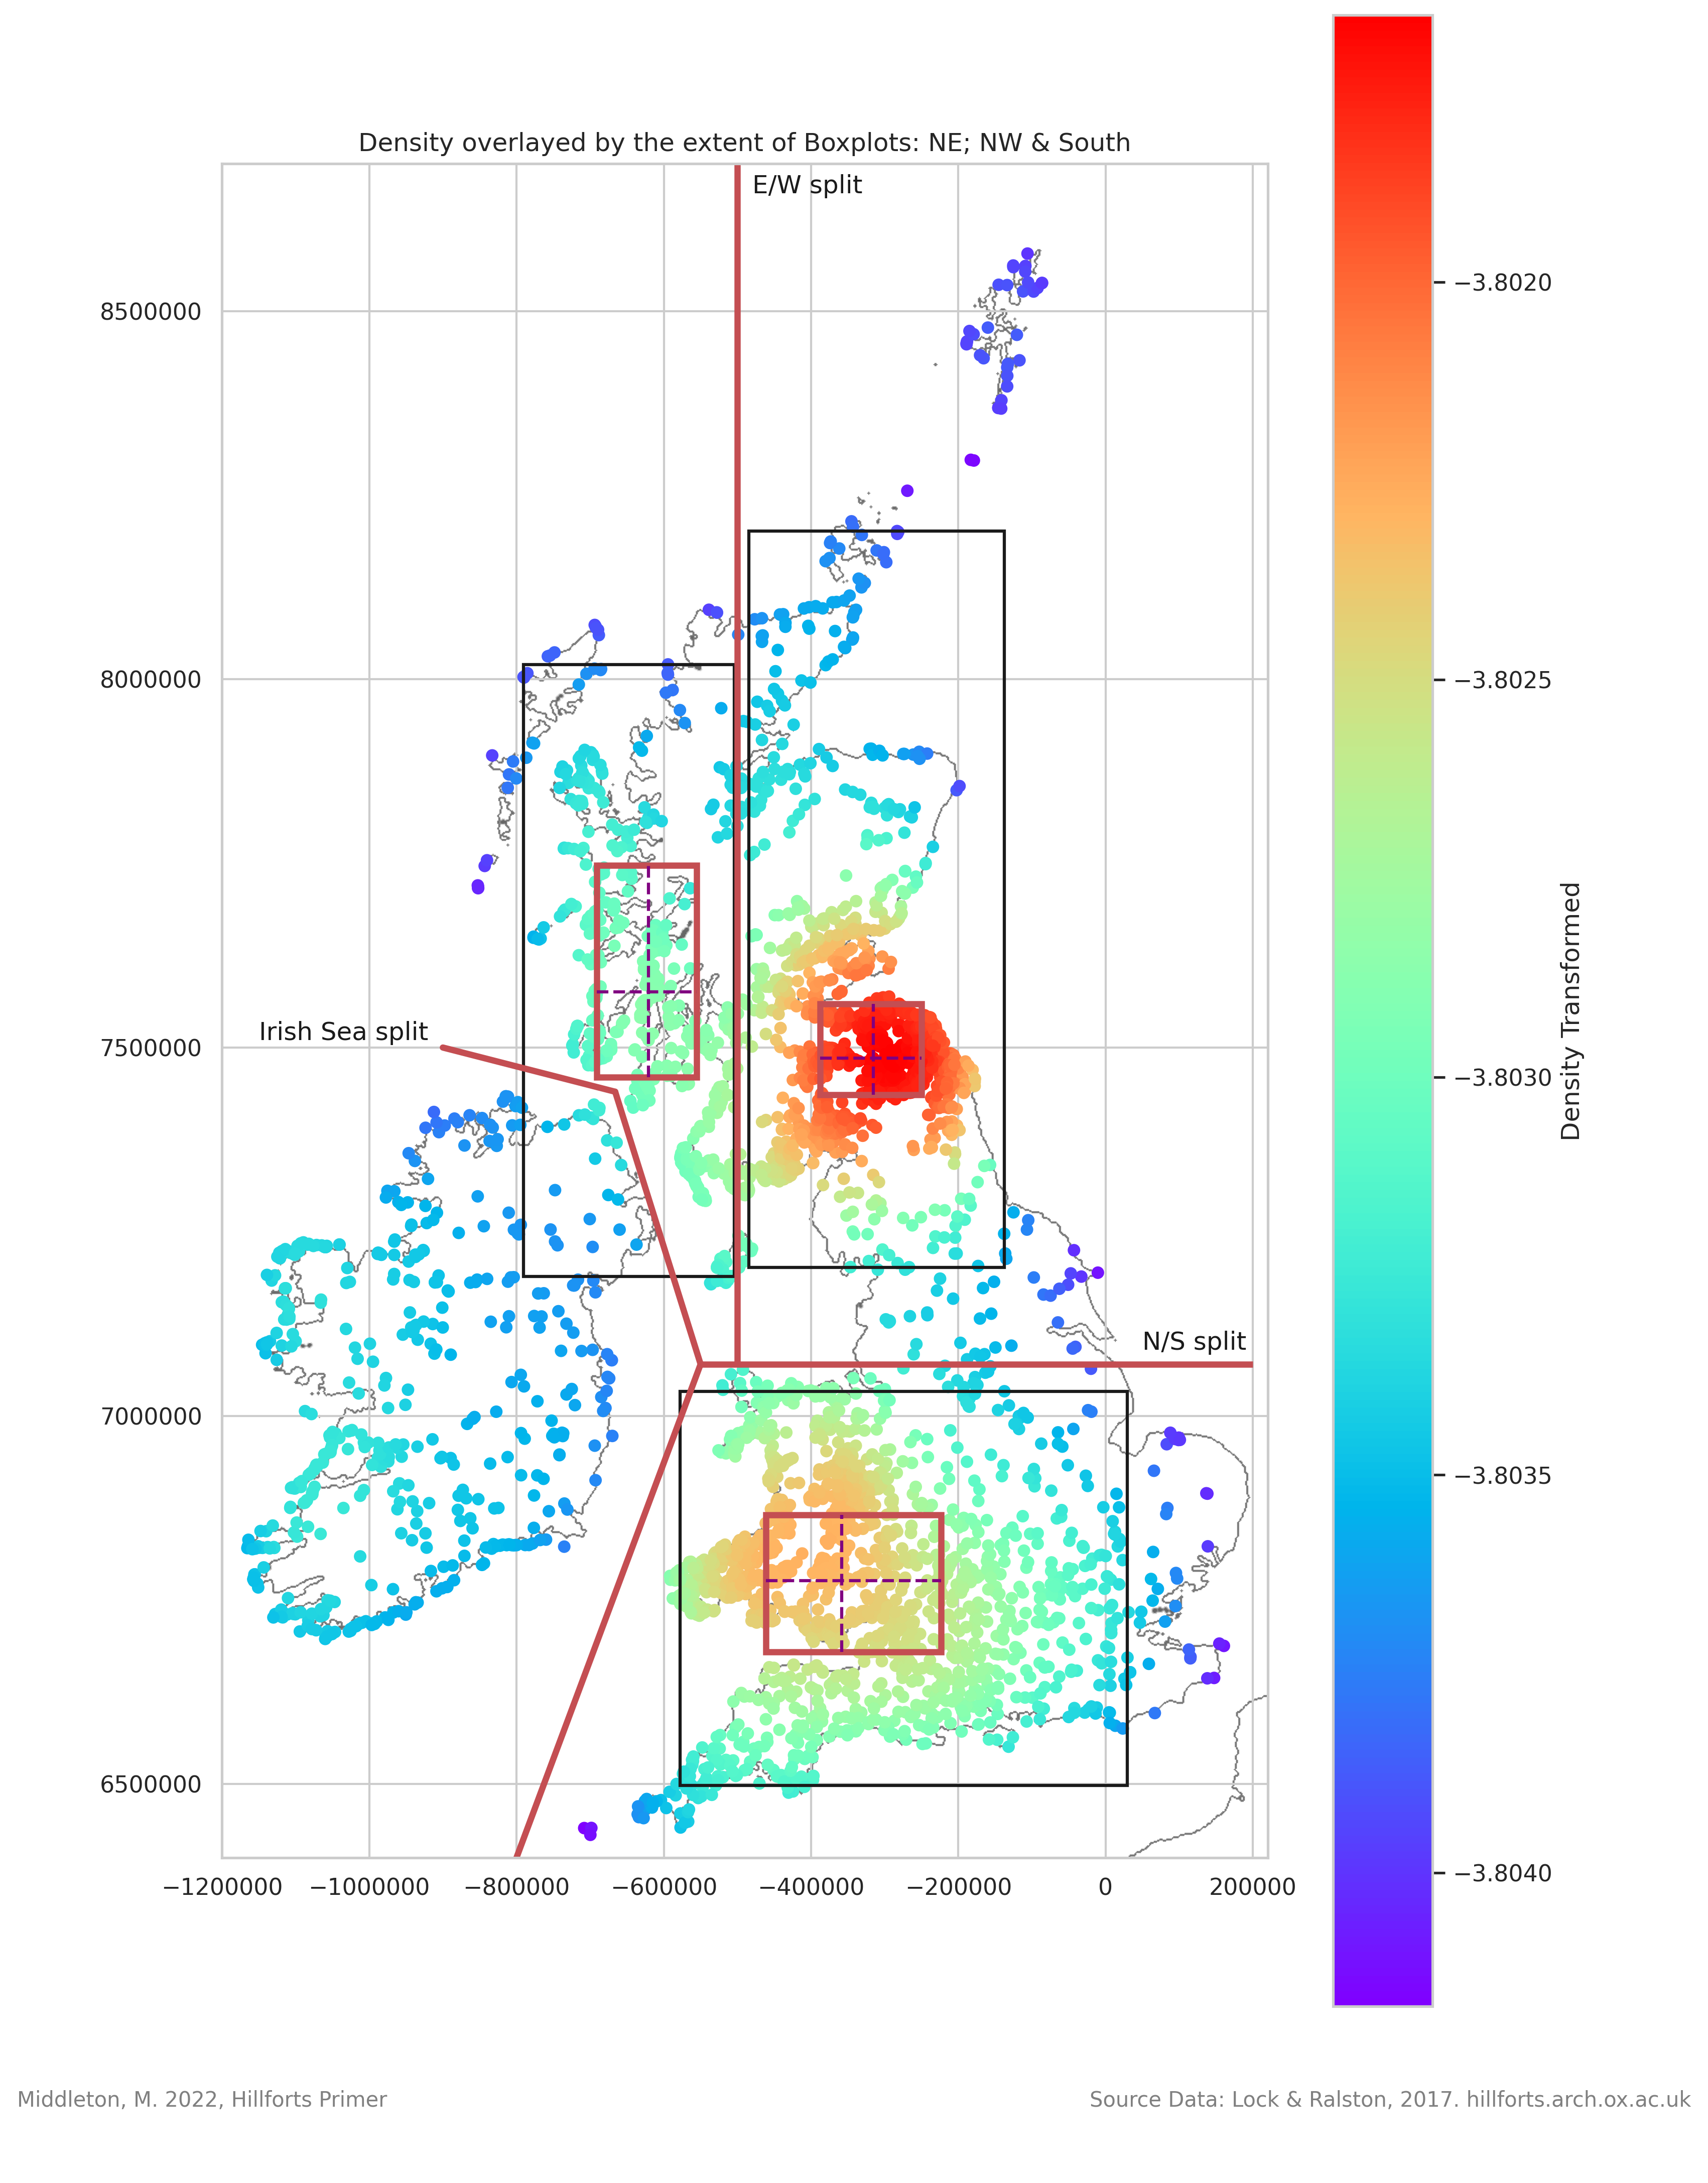 Density overlayed by the extent of Boxplots: NE; NW & South
E/W split
8500000
8000000
Irish Sea split
7500000
N/S split
7000000
6500000
−1200000 −1000000 −800000 −600000 −400000 −200000 0 200000
−3.8020
−3.8025
−3.8030
−3.8035
−3.8040
Density Transformed
Middleton, M. 2022, Hillforts Primer
Source Data: Lock & Ralston, 2017. hillforts.arch.ox.ac.uk